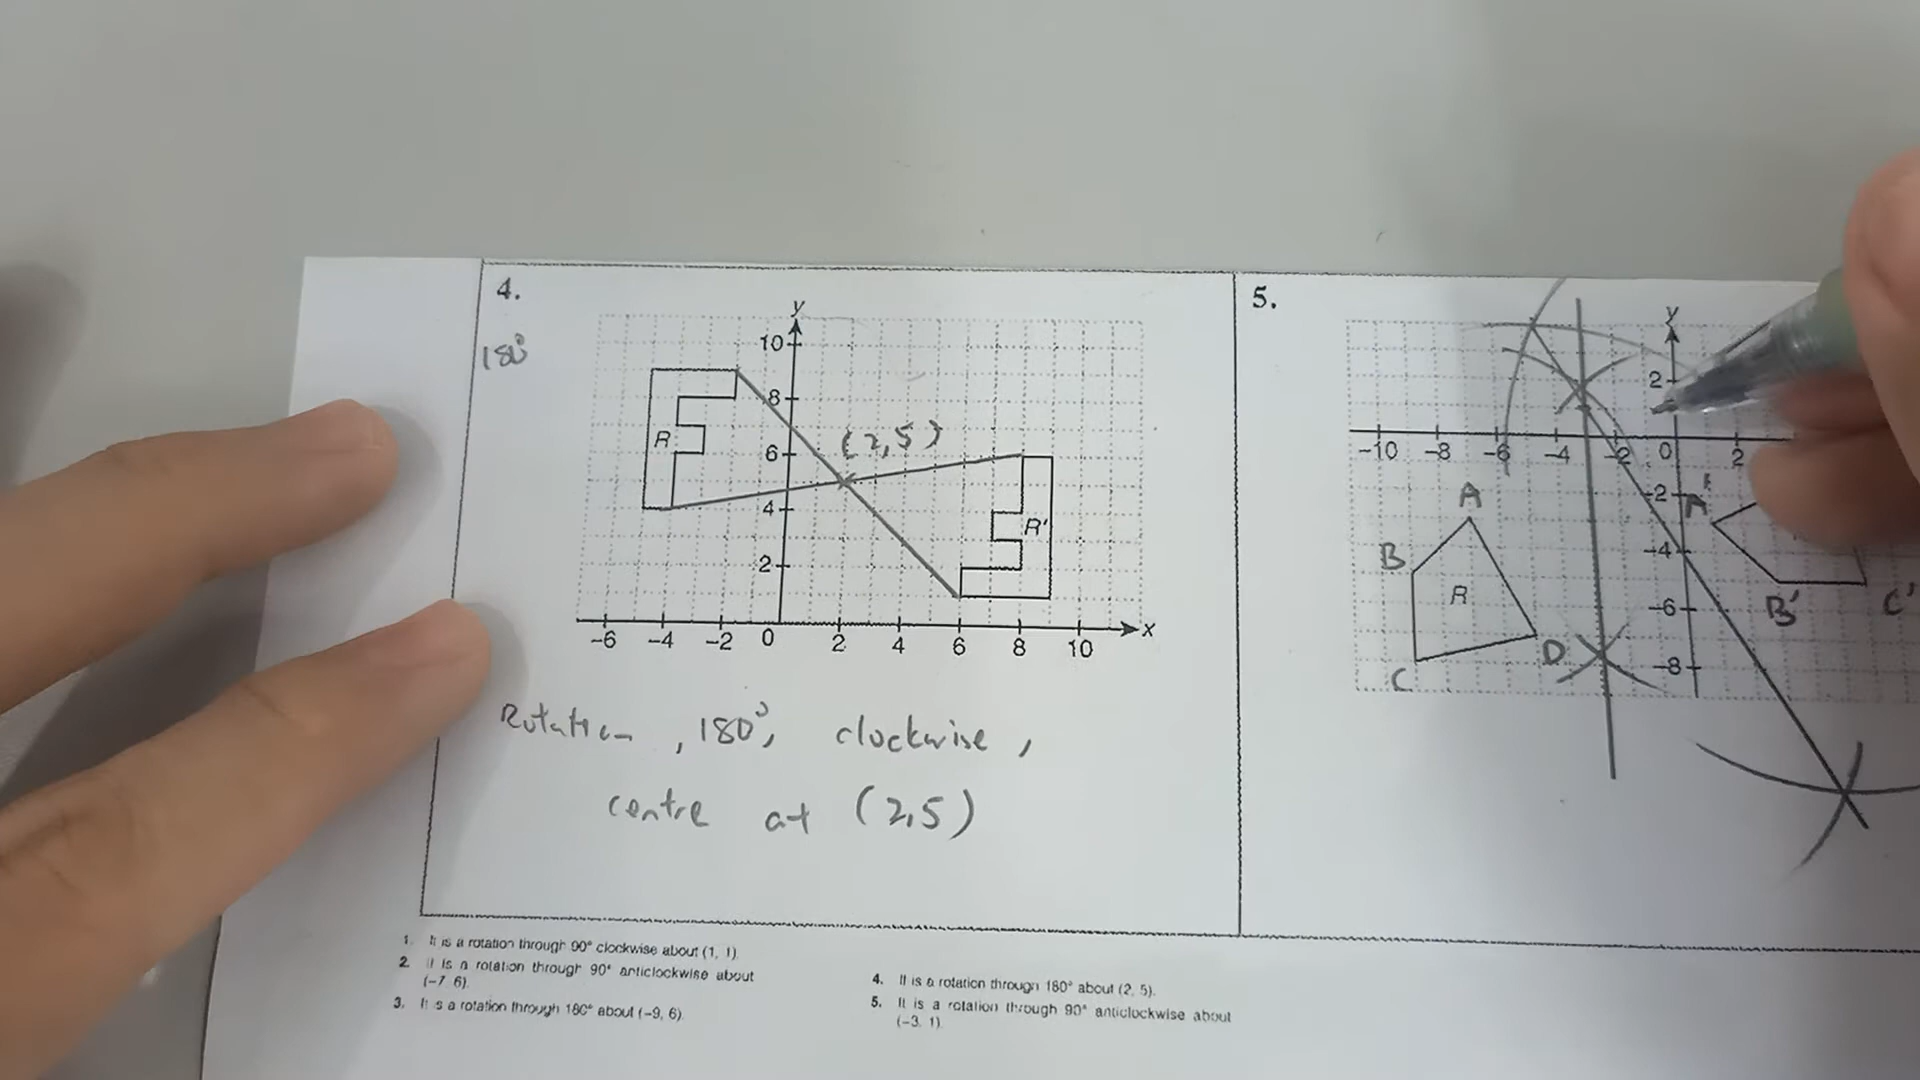 4.
180°
y
10
8
6
4
2
R
(2,5)
R'
-6 -4 -2 0 2 4 6 8 10 x
Rotation, 180°, clockwise,
centre at (2,5)
5.
y
2
-10 -8 -6 -4 -2 0 2
-2
-4
-6
-8
A
B
R
C
D
A'
B'
C'
1. It is a rotation through 90° clockwise about (1, 1).
2. It is a rotation through 90° anticlockwise about
(-7 6).
3. It is a rotation through 180° about (-9, 6).
4. It is a rotation through 180° about (2, 5).
5. It is a rotation through 90° anticlockwise about
(-3, 1).